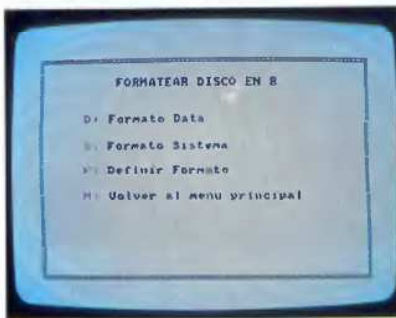 FORMATEAR DISCO EN B
D: Formato Data
S: Formato Sistema
F: Definir Formato
M: Volver al menu principal